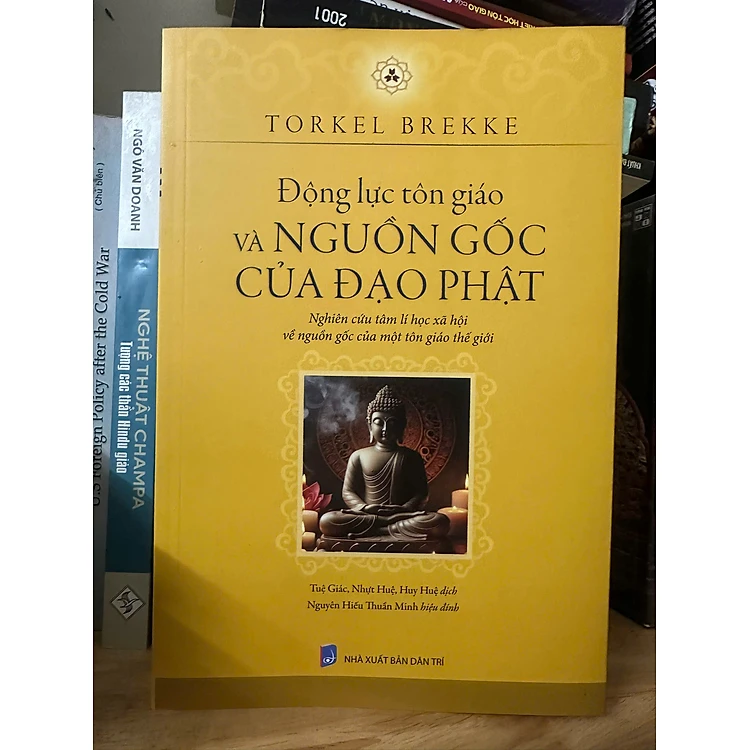 TORKEL BREKKE
Động lực tôn giáo
VÀ NGUỒN GỐC
CỦA ĐẠO PHẬT
Nghiên cứu tâm lí học xã hội
về nguồn gốc của một tôn giáo thế giới
Tuệ Giác, Nhựt Huệ, Huy Huệ dịch
Nguyên Hiếu Thuần Minh hiệu đính
NHÀ XUẤT BẢN DÂN TRÍ
NGÔ VĂN DOANH
NGHỆ THUẬT CHAMPA
Tượng các thần Hindu giáo
( Chủ biên )
U.S Foreign Policy after the Cold War
2001